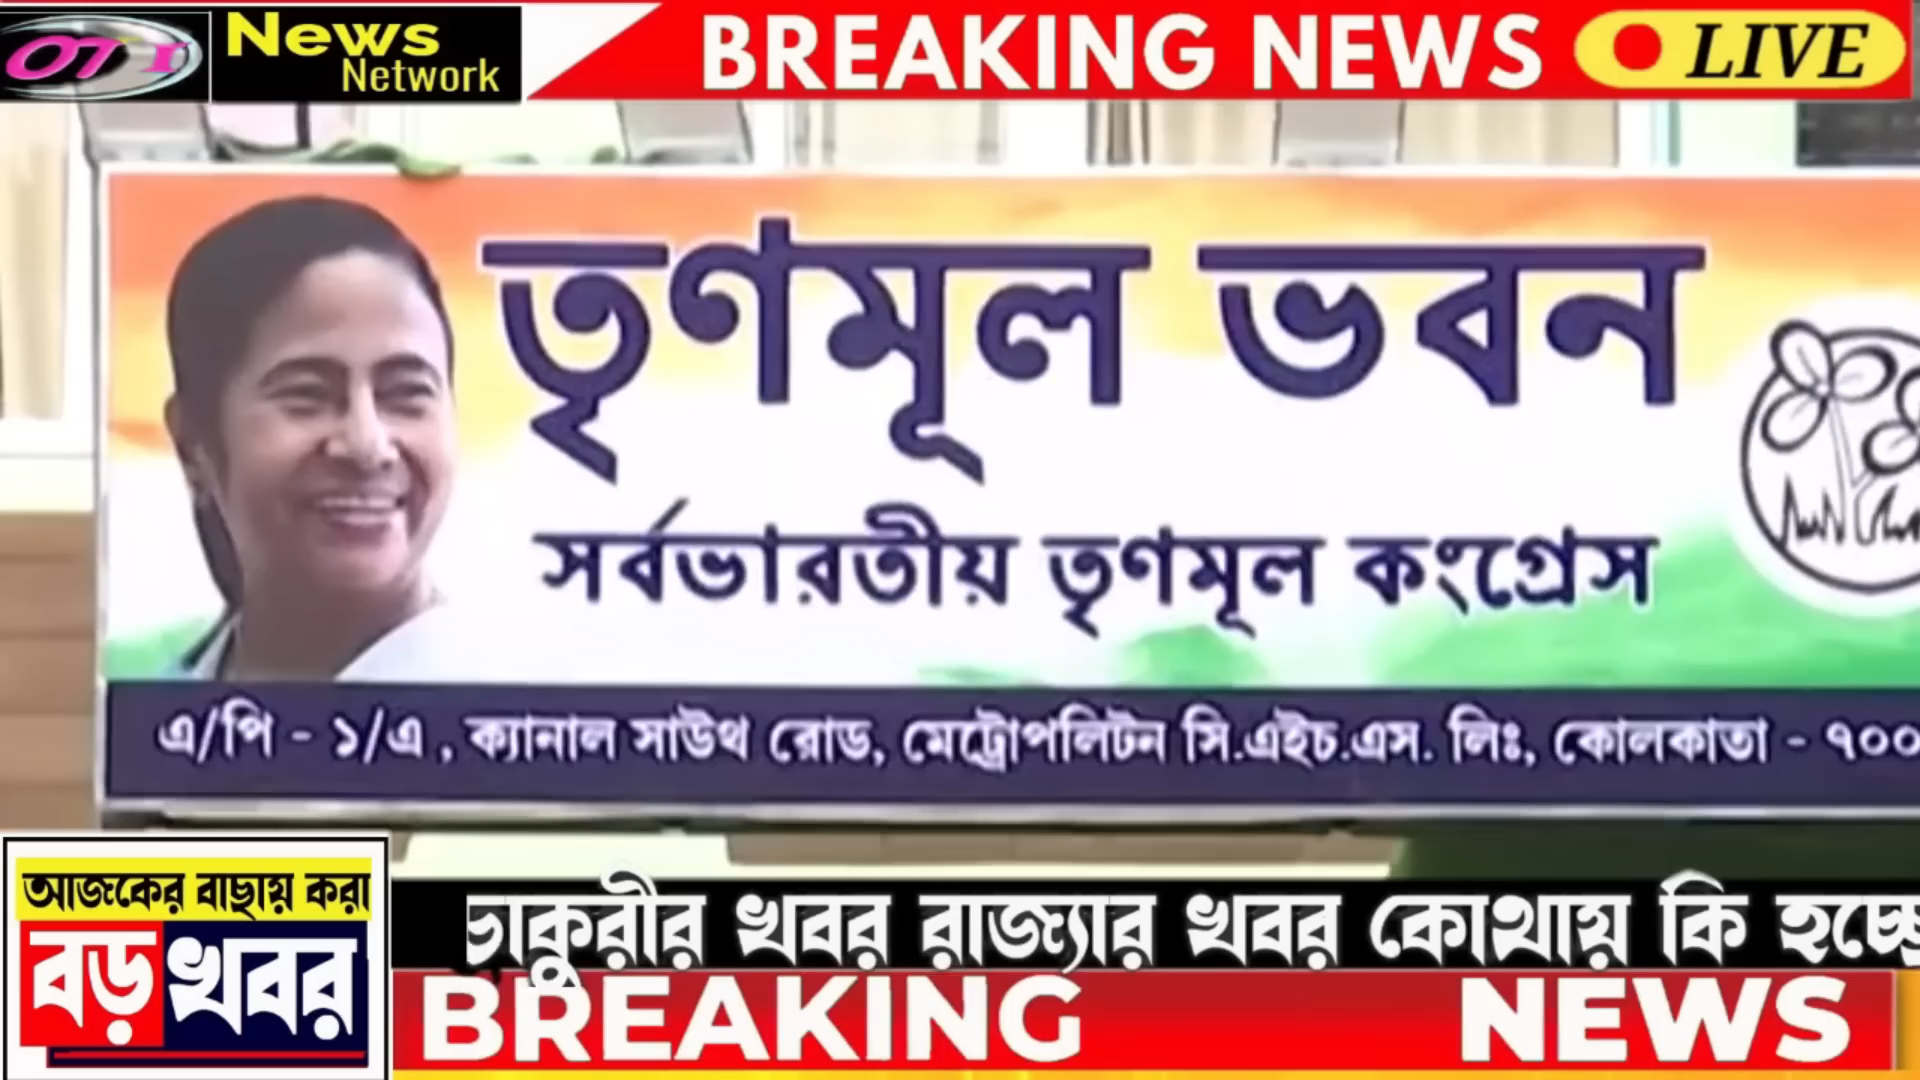 News
Network
BREAKING NEWS
LIVE
তৃণমূল ভবন
সর্বভারতীয় তৃণমূল কংগ্রেস
এ/পি - ১/এ , ক্যানাল সাউথ রোড, মেট্রোপলিটন সি.এইচ.এস. লিঃ, কোলকাতা - ৭০০
আজকের বাছায় করা
বড় খবর
চাকুরীর খবর রাজ্যার খবর কোথায় কি হচ্ছে
BREAKING NEWS